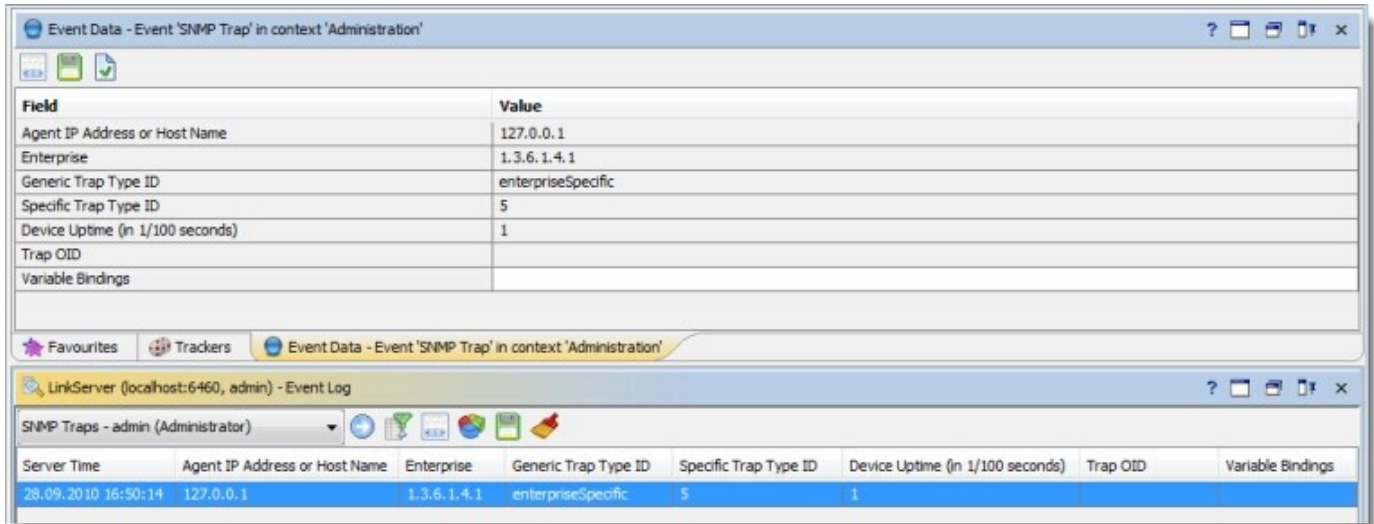 Event Data - Event 'SNMP Trap' in context 'Administration'
Field Value
Agent IP Address or Host Name 127.0.0.1
Enterprise 1.3.6.1.4.1
Generic Trap Type ID enterpriseSpecific
Specific Trap Type ID 5
Device Uptime (in 1/100 seconds) 1
Trap OID
Variable Bindings
Favourites Trackers Event Data - Event 'SNMP Trap' in context 'Administration'
LinkServer (localhost:6460, admin) - Event Log
SNMP Traps - admin (Administrator)
Server Time Agent IP Address or Host Name Enterprise Generic Trap Type ID Specific Trap Type ID Device Uptime (in 1/100 seconds) Trap OID Variable Bindings
28.09.2010 16:50:14 127.0.0.1 1.3.6.1.4.1 enterpriseSpecific 5 1